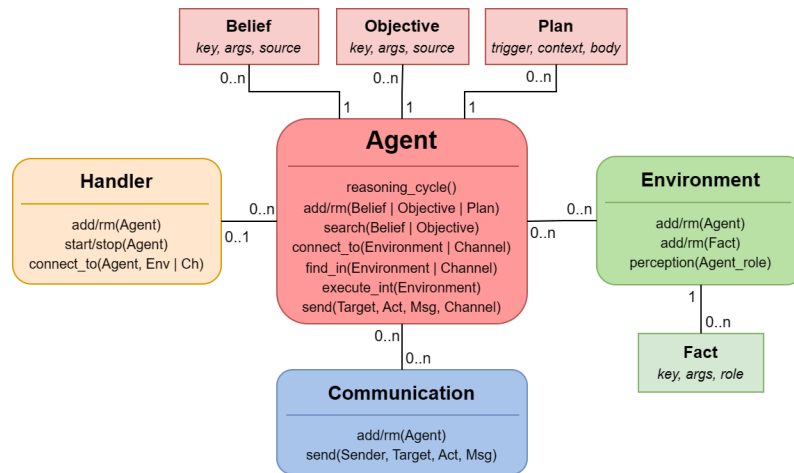 Belief
key, args, source
Objective
key, args, source
Plan
trigger, context, body
0..n
0..n
0..n
1
1
1
Agent
reasoning_cycle()
add/rm(Belief | Objective | Plan)
search(Belief | Objective)
connect_to(Environment | Channel)
find_in(Environment | Channel)
execute_int(Environment)
send(Target, Act, Msg, Channel)
Handler
add/rm(Agent)
start/stop(Agent)
connect_to(Agent, Env | Ch)
0..n
0..1
Environment
add/rm(Agent)
add/rm(Fact)
perception(Agent_role)
0..n
0..n
1
0..n
Fact
key, args, role
0..n
0..n
Communication
add/rm(Agent)
send(Sender, Target, Act, Msg)